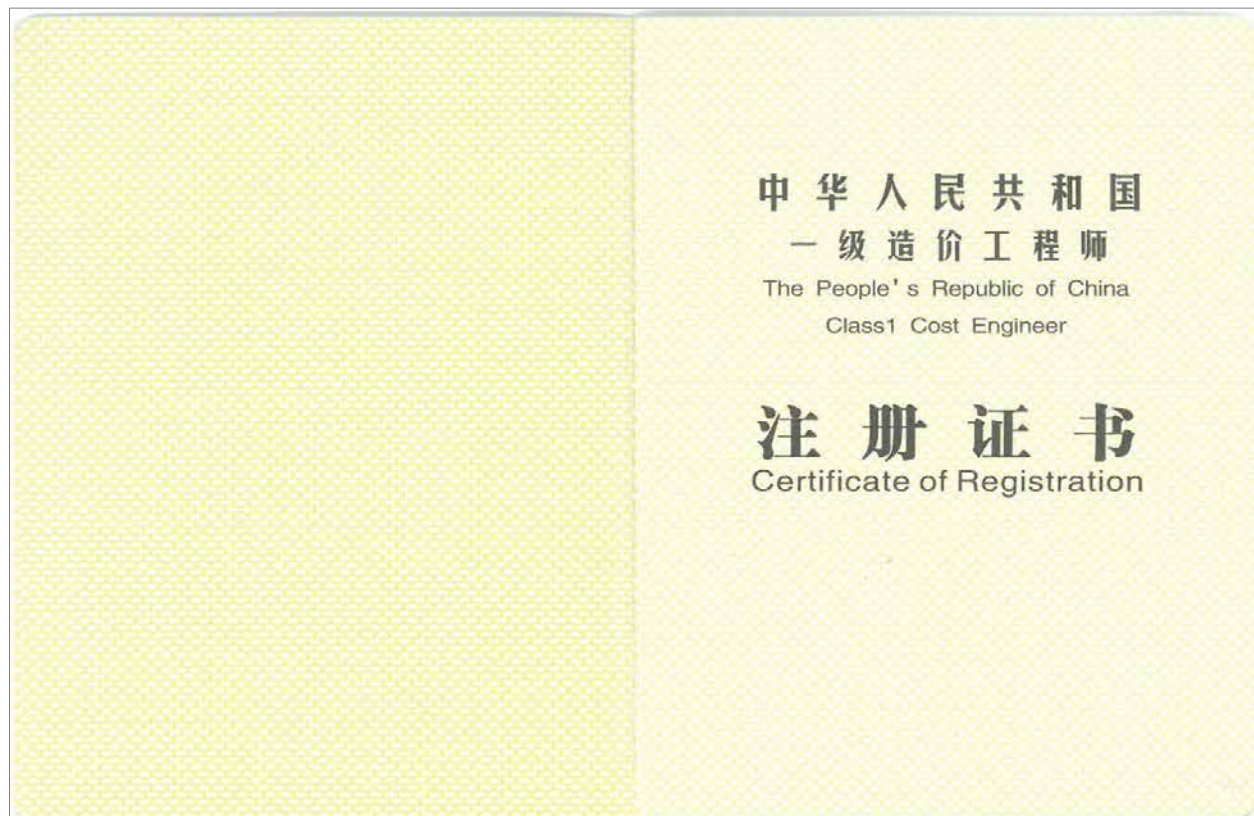 中华人民共和国
一级造价工程师
The People's Republic of China
Class1 Cost Engineer
注册证书
Certificate of Registration